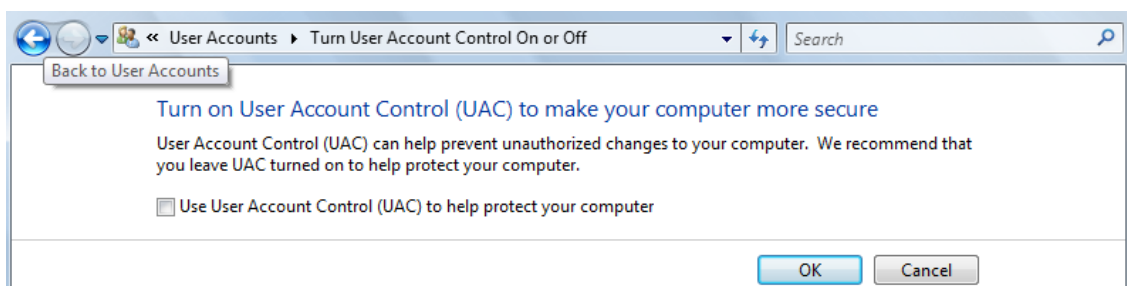 « User Accounts ▸ Turn User Account Control On or Off Search
Back to User Accounts
Turn on User Account Control (UAC) to make your computer more secure
User Account Control (UAC) can help prevent unauthorized changes to your computer. We recommend that
you leave UAC turned on to help protect your computer.
Use User Account Control (UAC) to help protect your computer
OK Cancel